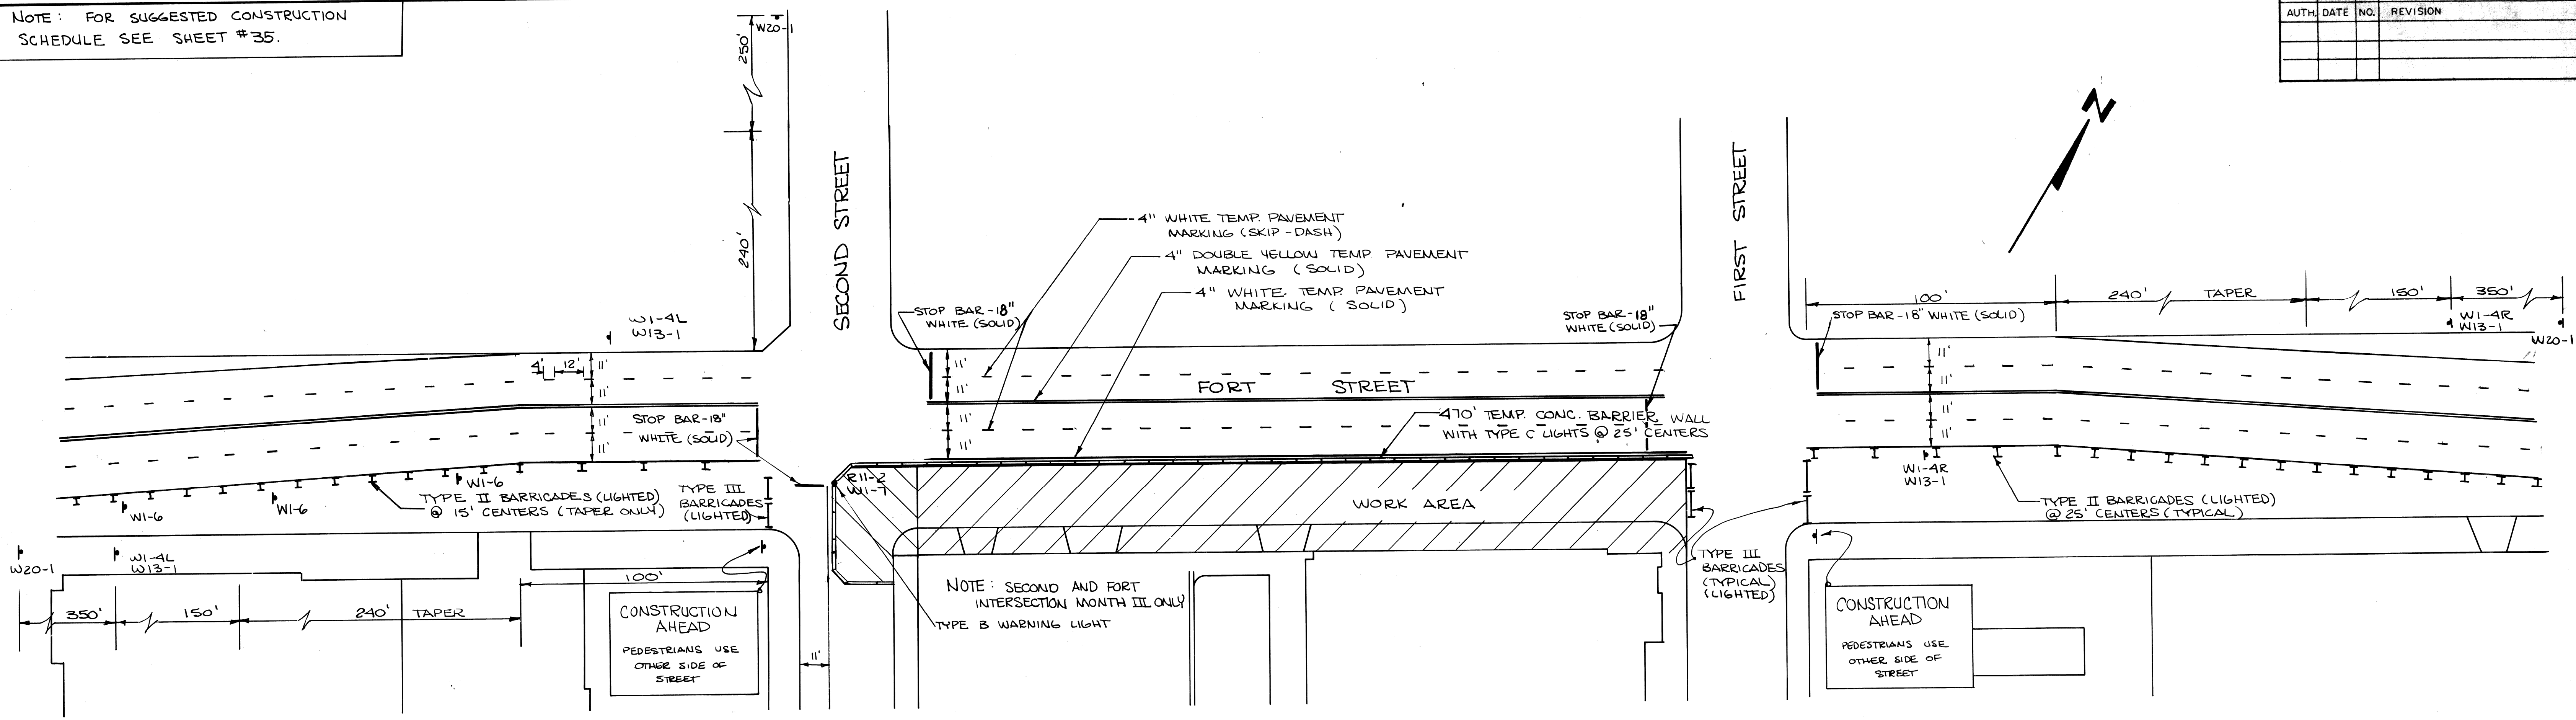 NOTE: FOR SUGGESTED CONSTRUCTION
SCHEDULE SEE SHEET #35.
AUTH. DATE NO. REVISION
W20-1
250'
240'
SECOND STREET
FIRST STREET
N
4" WHITE TEMP. PAVEMENT
MARKING (SKIP-DASH)
4" DOUBLE YELLOW TEMP PAVEMENT
MARKING (SOLID)
4" WHITE. TEMP. PAVEMENT
MARKING (SOLID)
STOP BAR-18"
WHITE (SOLID)
STOP BAR-18"
WHITE (SOLID)
100'
240' TAPER
150'
350'
STOP BAR-18" WHITE (SOLID)
W1-4R
W13-1
W20-1
W1-4L
W13-1
4'
12'
11'
11'
11'
11'
STOP BAR-18"
WHITE (SOLID)
11'
11'
11'
11'
FORT STREET
470' TEMP. CONC. BARRIER WALL
WITH TYPE C LIGHTS @ 25' CENTERS
11'
11'
11'
11'
W1-6
W1-6
W1-6
TYPE II BARRICADES (LIGHTED)
@ 15' CENTERS (TAPER ONLY)
TYPE III
BARRICADES
(LIGHTED)
R11-2
W1-7
WORK AREA
W1-4R
W13-1
TYPE II BARRICADES (LIGHTED)
@ 25' CENTERS (TYPICAL)
W20-1
W1-4L
W13-1
350'
150'
240' TAPER
100'
CONSTRUCTION
AHEAD
PEDESTRIANS USE
OTHER SIDE OF
STREET
11'
NOTE: SECOND AND FORT
INTERSECTION MONTH III ONLY
TYPE B WARNING LIGHT
TYPE III
BARRICADES
(TYPICAL)
(LIGHTED)
CONSTRUCTION
AHEAD
PEDESTRIANS USE
OTHER SIDE OF
STREET